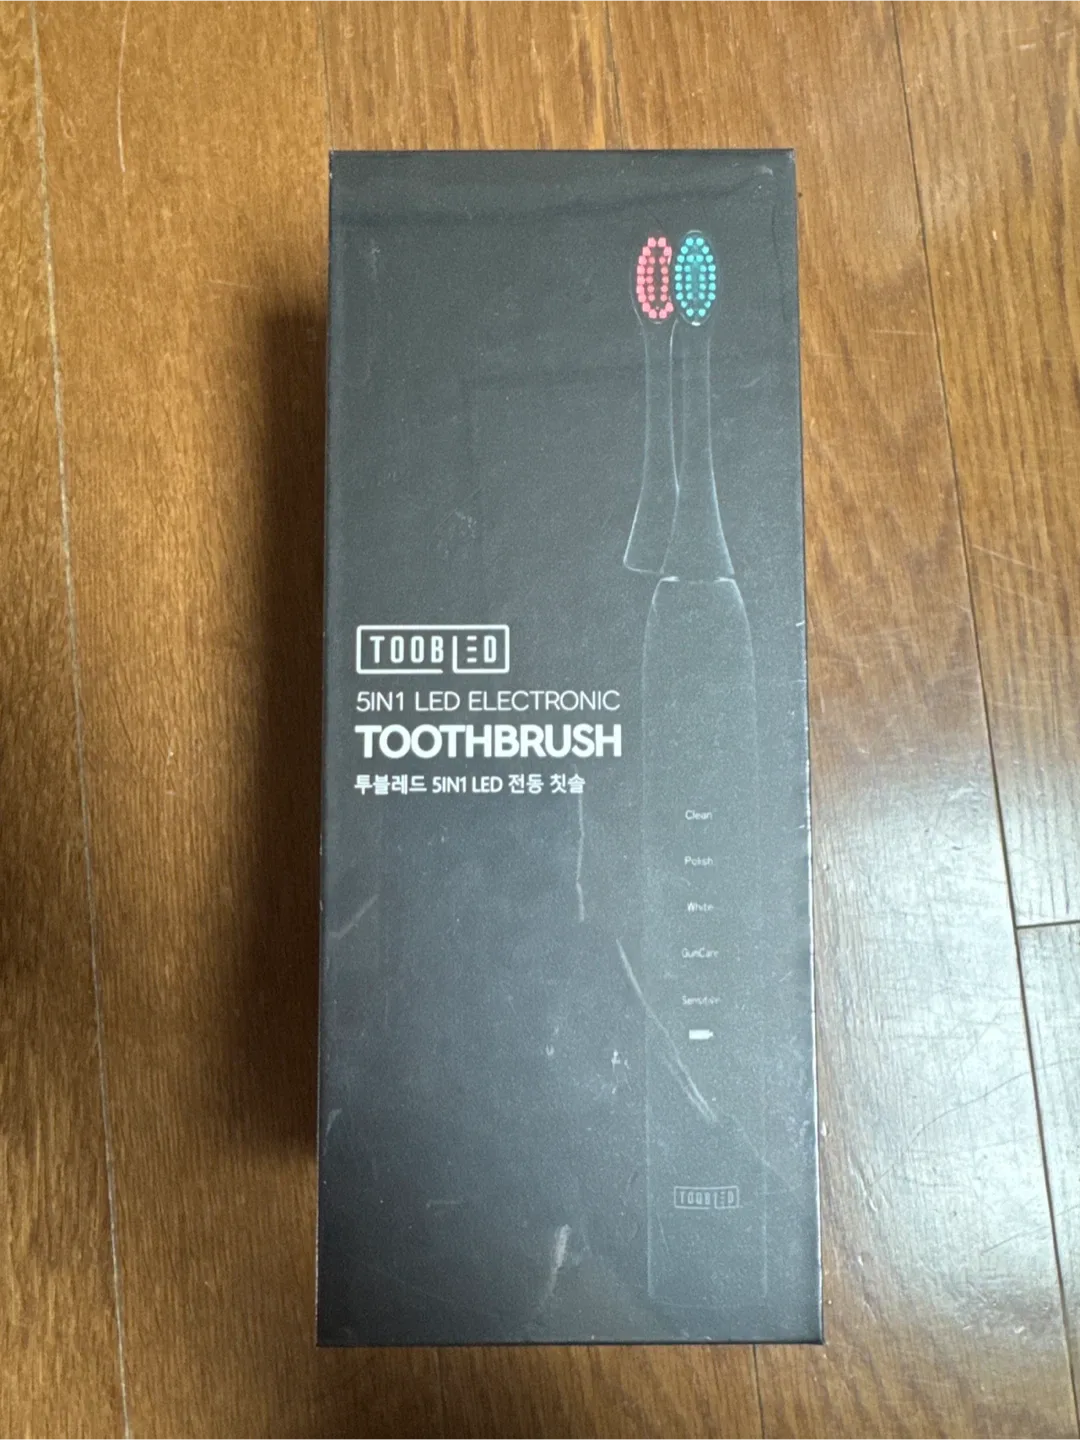 TOOBLED
5IN1 LED ELECTRONIC
TOOTHBRUSH
투블레드 5IN1 LED 전동 칫솔
Clean
Polish
White
GumCare
Sensitive
TOOBLED